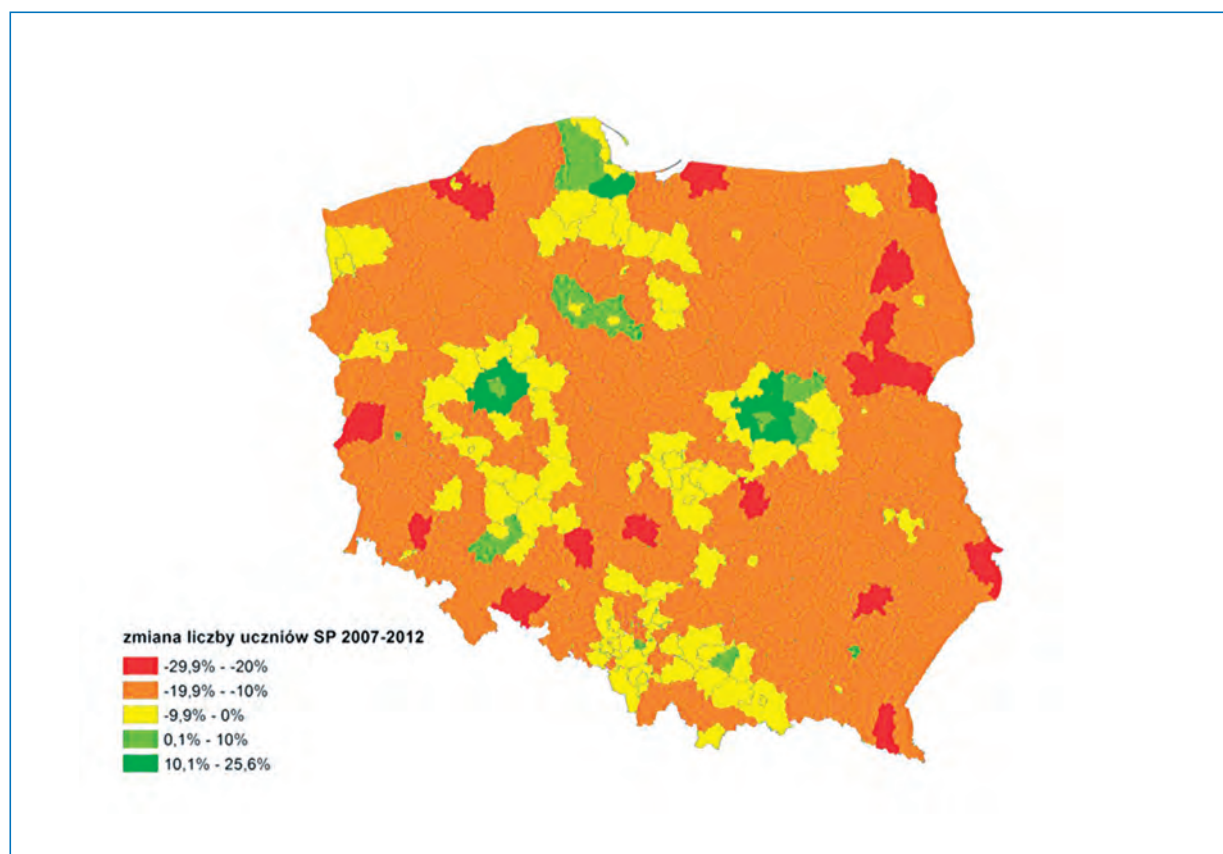 zmiana liczby uczniów SP 2007-2012
-29,9% - -20%
-19,9% - -10%
-9,9% - 0%
0,1% - 10%
10,1% - 25,6%